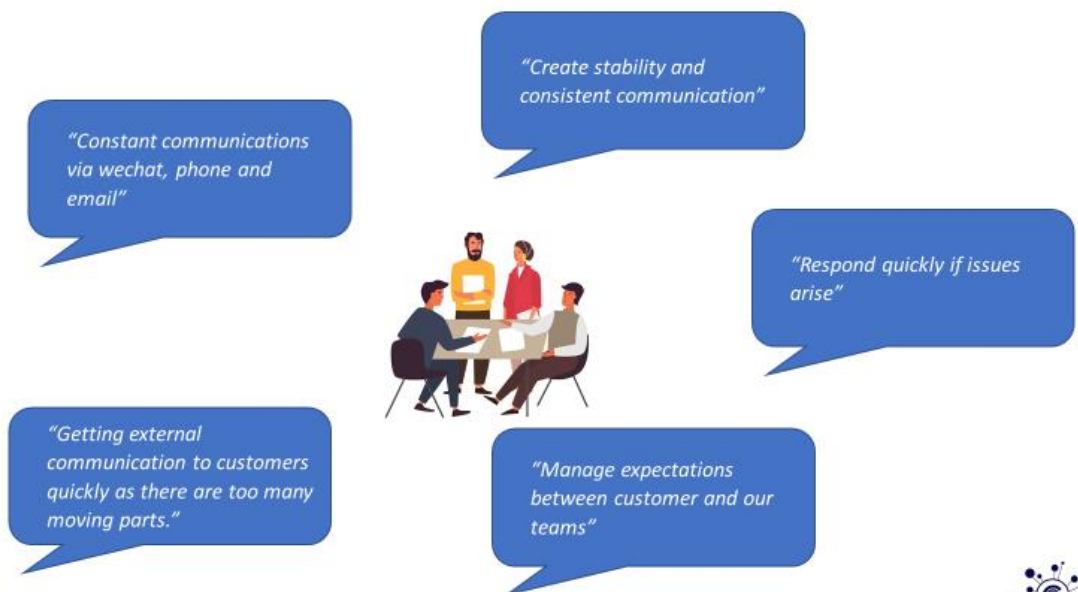 “Create stability and
consistent communication”
“Constant communications
via wechat, phone and
email”
“Respond quickly if issues
arise”
“Getting external
communication to customers
quickly as there are too many
moving parts.”
“Manage expectations
between customer and our
teams”